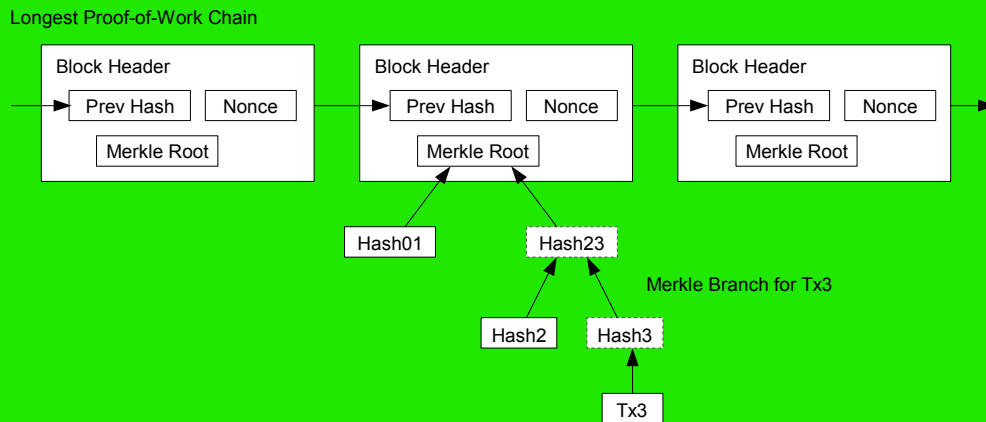 Longest Proof-of-Work Chain
Block Header
Block Header
Block Header
Prev Hash
Nonce
Prev Hash
Nonce
Prev Hash
Nonce
Merkle Root
Merkle Root
Merkle Root
Hash01
Hash23
Merkle Branch for Tx3
Hash2
Hash3
Tx3